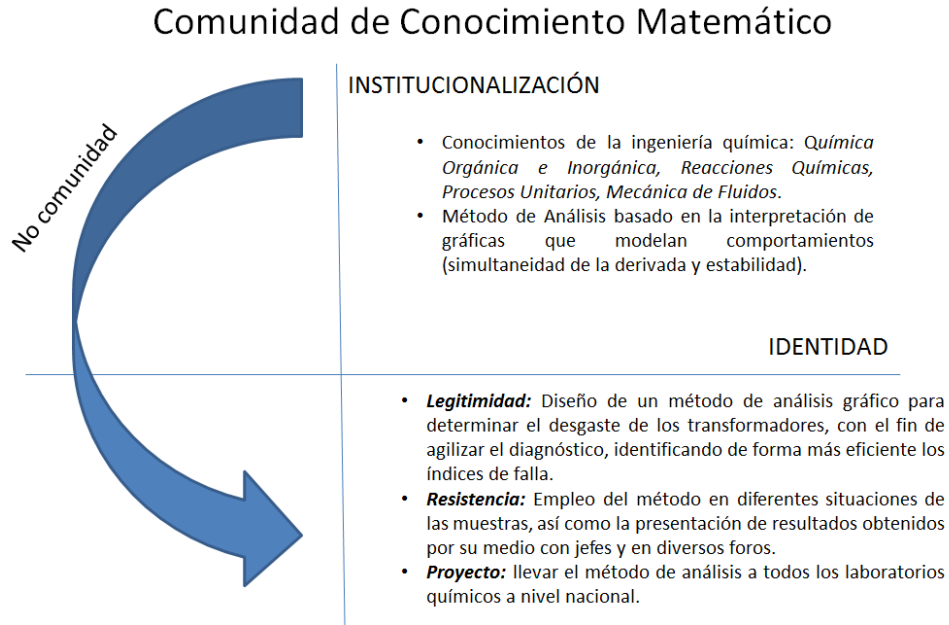 Comunidad de Conocimiento Matemático
No comunidad
INSTITUCIONALIZACIÓN
• Conocimientos de la ingeniería química: Química
Orgánica e Inorgánica, Reacciones Químicas,
Procesos Unitarios, Mecánica de Fluidos.
• Método de Análisis basado en la interpretación de
gráficas que modelan comportamientos
(simultaneidad de la derivada y estabilidad).
IDENTIDAD
• Legitimidad: Diseño de un método de análisis gráfico para
determinar el desgaste de los transformadores, con el fin de
agilizar el diagnóstico, identificando de forma más eficiente los
índices de falla.
• Resistencia: Empleo del método en diferentes situaciones de
las muestras, así como la presentación de resultados obtenidos
por su medio con jefes y en diversos foros.
• Proyecto: llevar el método de análisis a todos los laboratorios
químicos a nivel nacional.